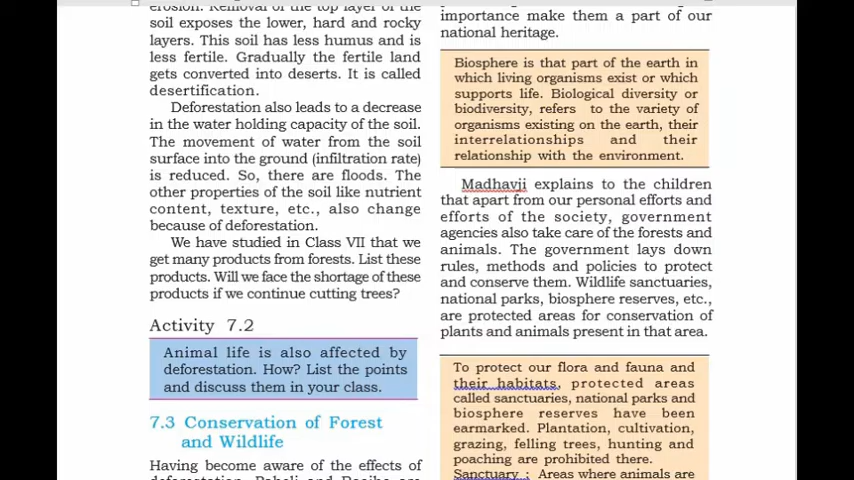 erosion. Removal of the top layer of the
soil exposes the lower, hard and rocky
layers. This soil has less humus and is
less fertile. Gradually the fertile land
gets converted into deserts. It is called
desertification.
Deforestation also leads to a decrease
in the water holding capacity of the soil.
The movement of water from the soil
surface into the ground (infiltration rate)
is reduced. So, there are floods. The
other properties of the soil like nutrient
content, texture, etc., also change
because of deforestation.
We have studied in Class VII that we
get many products from forests. List these
products. Will we face the shortage of these
products if we continue cutting trees?
Activity 7.2
Animal life is also affected by
deforestation. How? List the points
and discuss them in your class.
7.3 Conservation of Forest
and Wildlife
Having become aware of the effects of
deforestation, Paheli and Boojho are
importance make them a part of our
national heritage.
Biosphere is that part of the earth in
which living organisms exist or which
supports life. Biological diversity or
biodiversity, refers to the variety of
organisms existing on the earth, their
interrelationships and their
relationship with the environment.
Madhavji explains to the children
that apart from our personal efforts and
efforts of the society, government
agencies also take care of the forests and
animals. The government lays down
rules, methods and policies to protect
and conserve them. Wildlife sanctuaries,
national parks, biosphere reserves, etc.,
are protected areas for conservation of
plants and animals present in that area.
To protect our flora and fauna and
their habitats, protected areas
called sanctuaries, national parks and
biosphere reserves have been
earmarked. Plantation, cultivation,
grazing, felling trees, hunting and
poaching are prohibited there.
Sanctuary : Areas where animals are